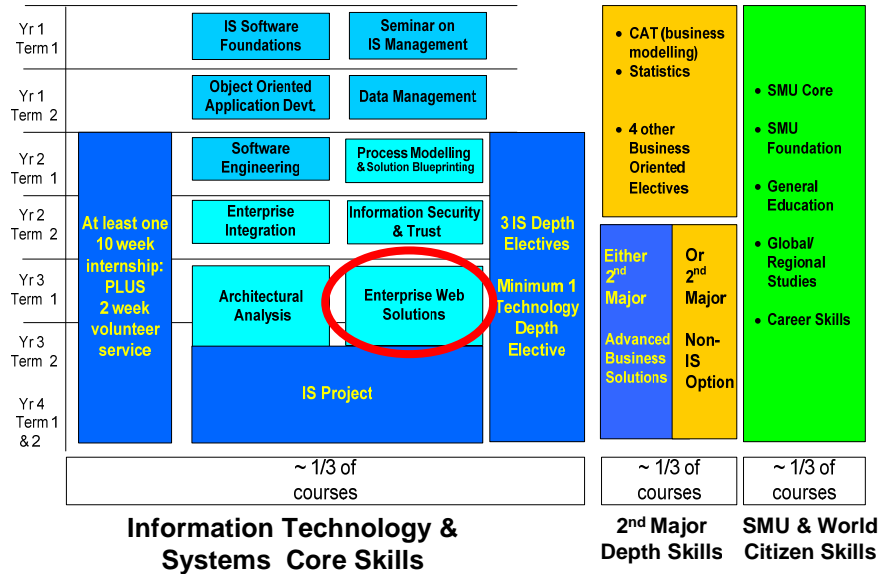 Yr 1
Term 1
IS Software
Foundations
Seminar on
IS Management
Yr 1
Term 2
Object Oriented
Application Devt.
Data Management
Yr 2
Term 1
Software
Engineering
Process Modelling
& Solution Blueprinting
Yr 2
Term 2
Enterprise
Integration
Information Security
& Trust
Yr 3
Term 1
Architectural
Analysis
Enterprise Web
Solutions
Yr 3
Term 2
Yr 4
Term 1
& 2
IS Project
At least one
10 week
internship:
PLUS
2 week
volunteer
service
3 IS Depth
Electives
Minimum 1
Technology
Depth
Elective
• CAT (business
modelling)
• Statistics
• 4 other
Business
Oriented
Electives
Either
2nd
Major
Advanced
Business
Solutions
Or
2nd
Major
Non-
IS
Option
• SMU Core
• SMU
Foundation
• General
Education
• Global/
Regional
Studies
• Career Skills
~ 1/3 of
courses
~ 1/3 of
courses
~ 1/3 of
courses
Information Technology &
Systems Core Skills
2nd Major
Depth Skills
SMU & World
Citizen Skills